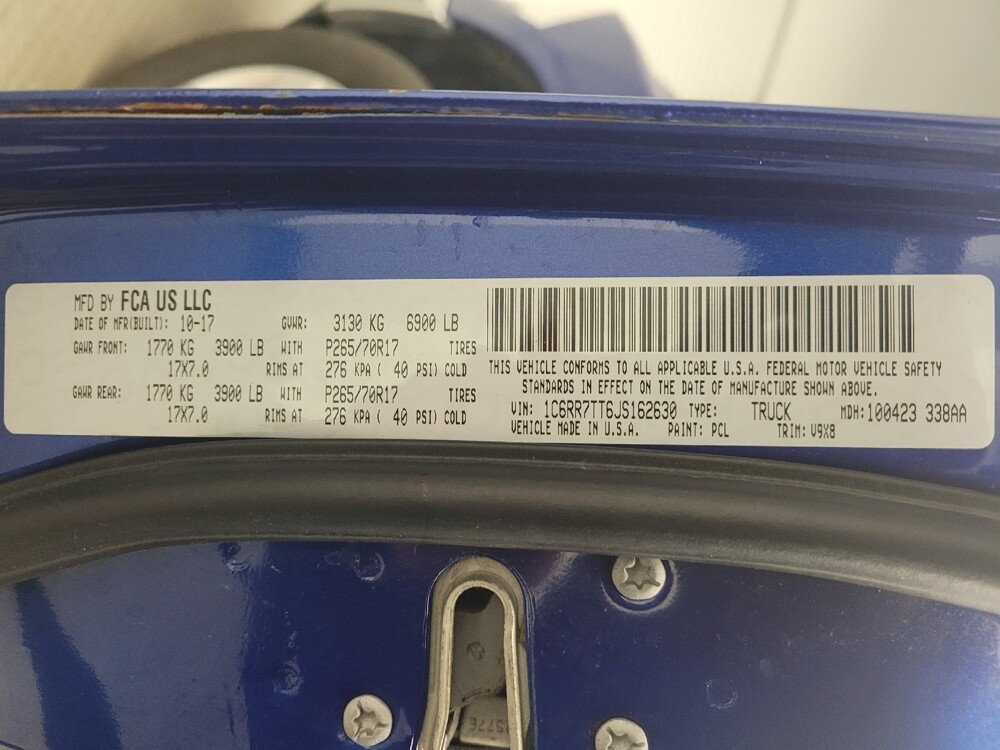 MFD BY FCA US LLC
DATE OF MFR(BUILT): 10-17 GVWR: 3130 KG 6900 LB
GAWR FRONT: 1770 KG 3900 LB WITH P265/70R17 TIRES
17X7.0 RIMS AT 276 KPA ( 40 PSI) COLD
GAWR REAR: 1770 KG 3900 LB WITH P265/70R17 TIRES
17X7.0 RIMS AT 276 KPA ( 40 PSI) COLD
THIS VEHICLE CONFORMS TO ALL APPLICABLE U.S.A. FEDERAL MOTOR VEHICLE SAFETY
STANDARDS IN EFFECT ON THE DATE OF MANUFACTURE SHOWN ABOVE.
VIN: 1C6RR7TT6JS162630 TYPE: TRUCK MDH:100423 338AA
VEHICLE MADE IN U.S.A. PAINT: PCL TRIM: V9X8